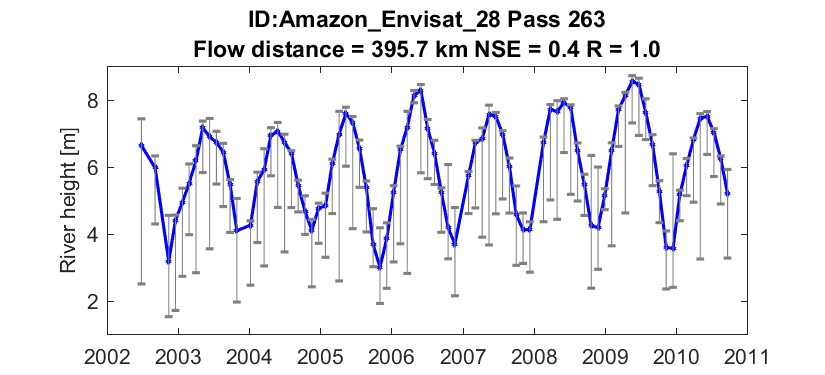 ID:Amazon_Envisat_28 Pass 263
Flow distance = 395.7 km NSE = 0.4 R = 1.0
River height [m]
8
6
4
2
2002 2003 2004 2005 2006 2007 2008 2009 2010 2011